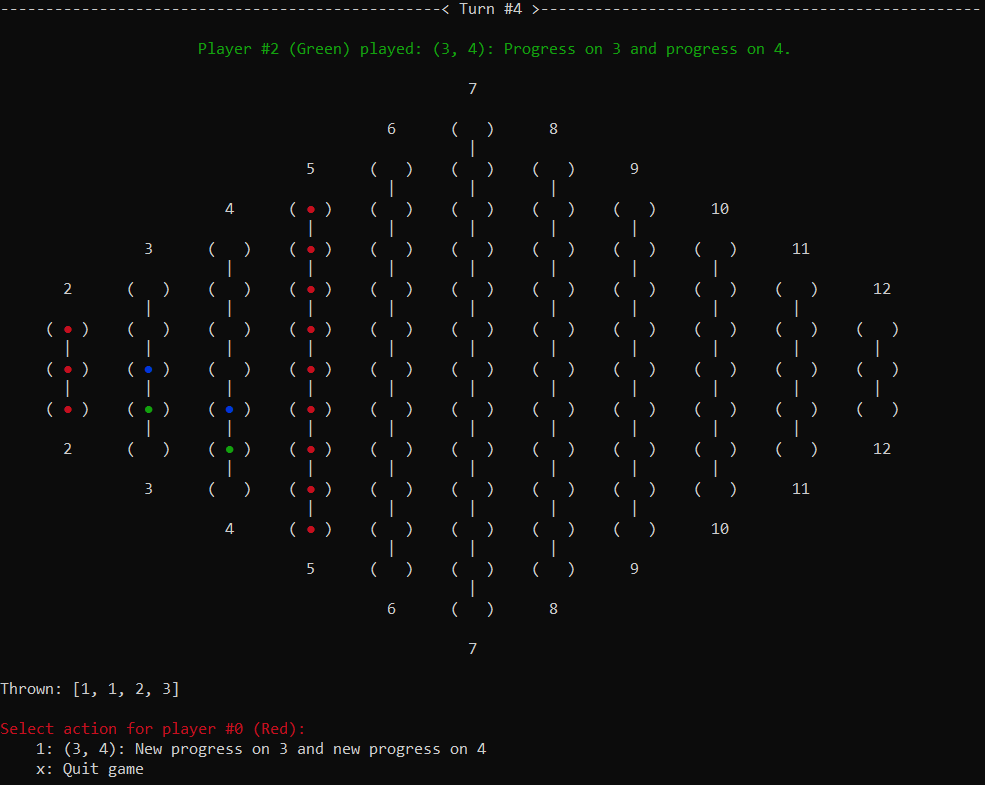 -------------------------------------------------< Turn #4 >-------------------------------------------------
Player #2 (Green) played: (3, 4): Progress on 3 and progress on 4.
7
6 ( ) 8
|
5 ( ) ( ) ( ) 9
| | |
4 ( • ) ( ) ( ) ( ) ( ) 10
| | | | |
3 ( ) ( • ) ( ) ( ) ( ) ( ) ( ) 11
| | | | | | |
2 ( ) ( ) ( • ) ( ) ( ) ( ) ( ) ( ) ( ) 12
| | | | | | | | |
( • ) ( ) ( ) ( • ) ( ) ( ) ( ) ( ) ( ) ( ) ( )
| | | | | | | | | | |
( • ) ( • ) ( ) ( • ) ( ) ( ) ( ) ( ) ( ) ( ) ( )
| | | | | | | | | | |
( • ) ( • ) ( • ) ( • ) ( ) ( ) ( ) ( ) ( ) ( ) ( )
| | | | | | | | |
2 ( ) ( • ) ( • ) ( ) ( ) ( ) ( ) ( ) ( ) 12
| | | | | | |
3 ( ) ( • ) ( ) ( ) ( ) ( ) ( ) 11
| | | | |
4 ( • ) ( ) ( ) ( ) ( ) 10
| | |
5 ( ) ( ) ( ) 9
|
6 ( ) 8
7
Thrown: [1, 1, 2, 3]
Select action for player #0 (Red):
1: (3, 4): New progress on 3 and new progress on 4
x: Quit game